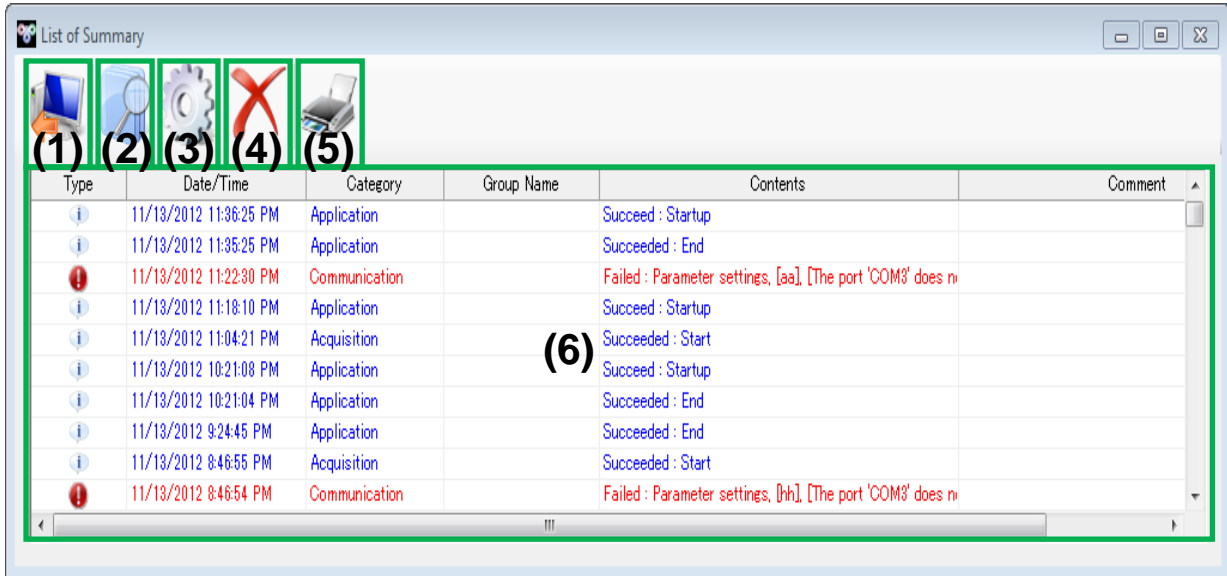 List of Summary
(1) (2) (3) (4) (5)
Type Date/Time Category Group Name Contents Comment
11/13/2012 11:36:25 PM Application Succeed : Startup
11/13/2012 11:35:25 PM Application Succeeded : End
11/13/2012 11:22:30 PM Communication Failed : Parameter settings, [aa], [The port 'COM3' does
11/13/2012 11:18:10 PM Application Succeed : Startup
11/13/2012 11:04:21 PM Acquisition Succeeded : Start
(6)
11/13/2012 10:21:08 PM Application Succeed : Startup
11/13/2012 10:21:04 PM Application Succeeded : End
11/13/2012 9:24:45 PM Application Succeeded : End
11/13/2012 8:46:55 PM Acquisition Succeeded : Start
11/13/2012 8:46:54 PM Communication Failed : Parameter settings, [hh], [The port 'COM3' does